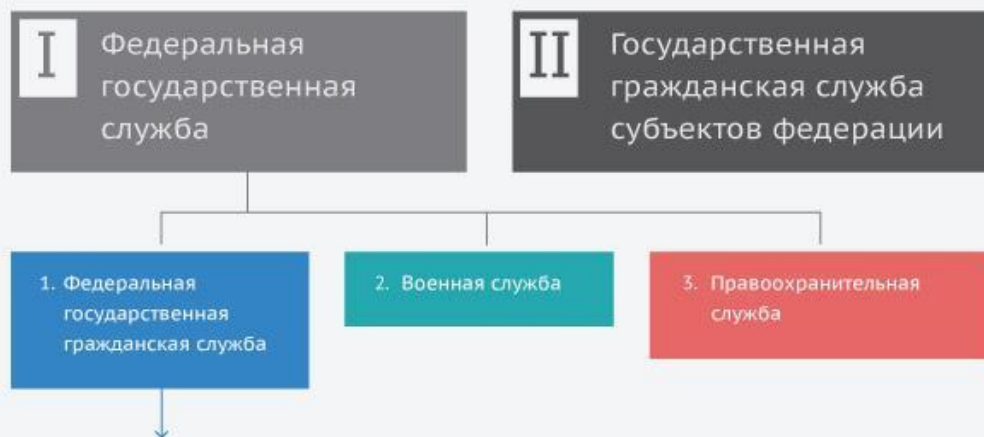 I
Федеральная
государственная
служба
II
Государственная
гражданская служба
субъектов федерации
1. Федеральная
государственная
гражданская служба
2. Военная служба
3. Правоохранительная
служба